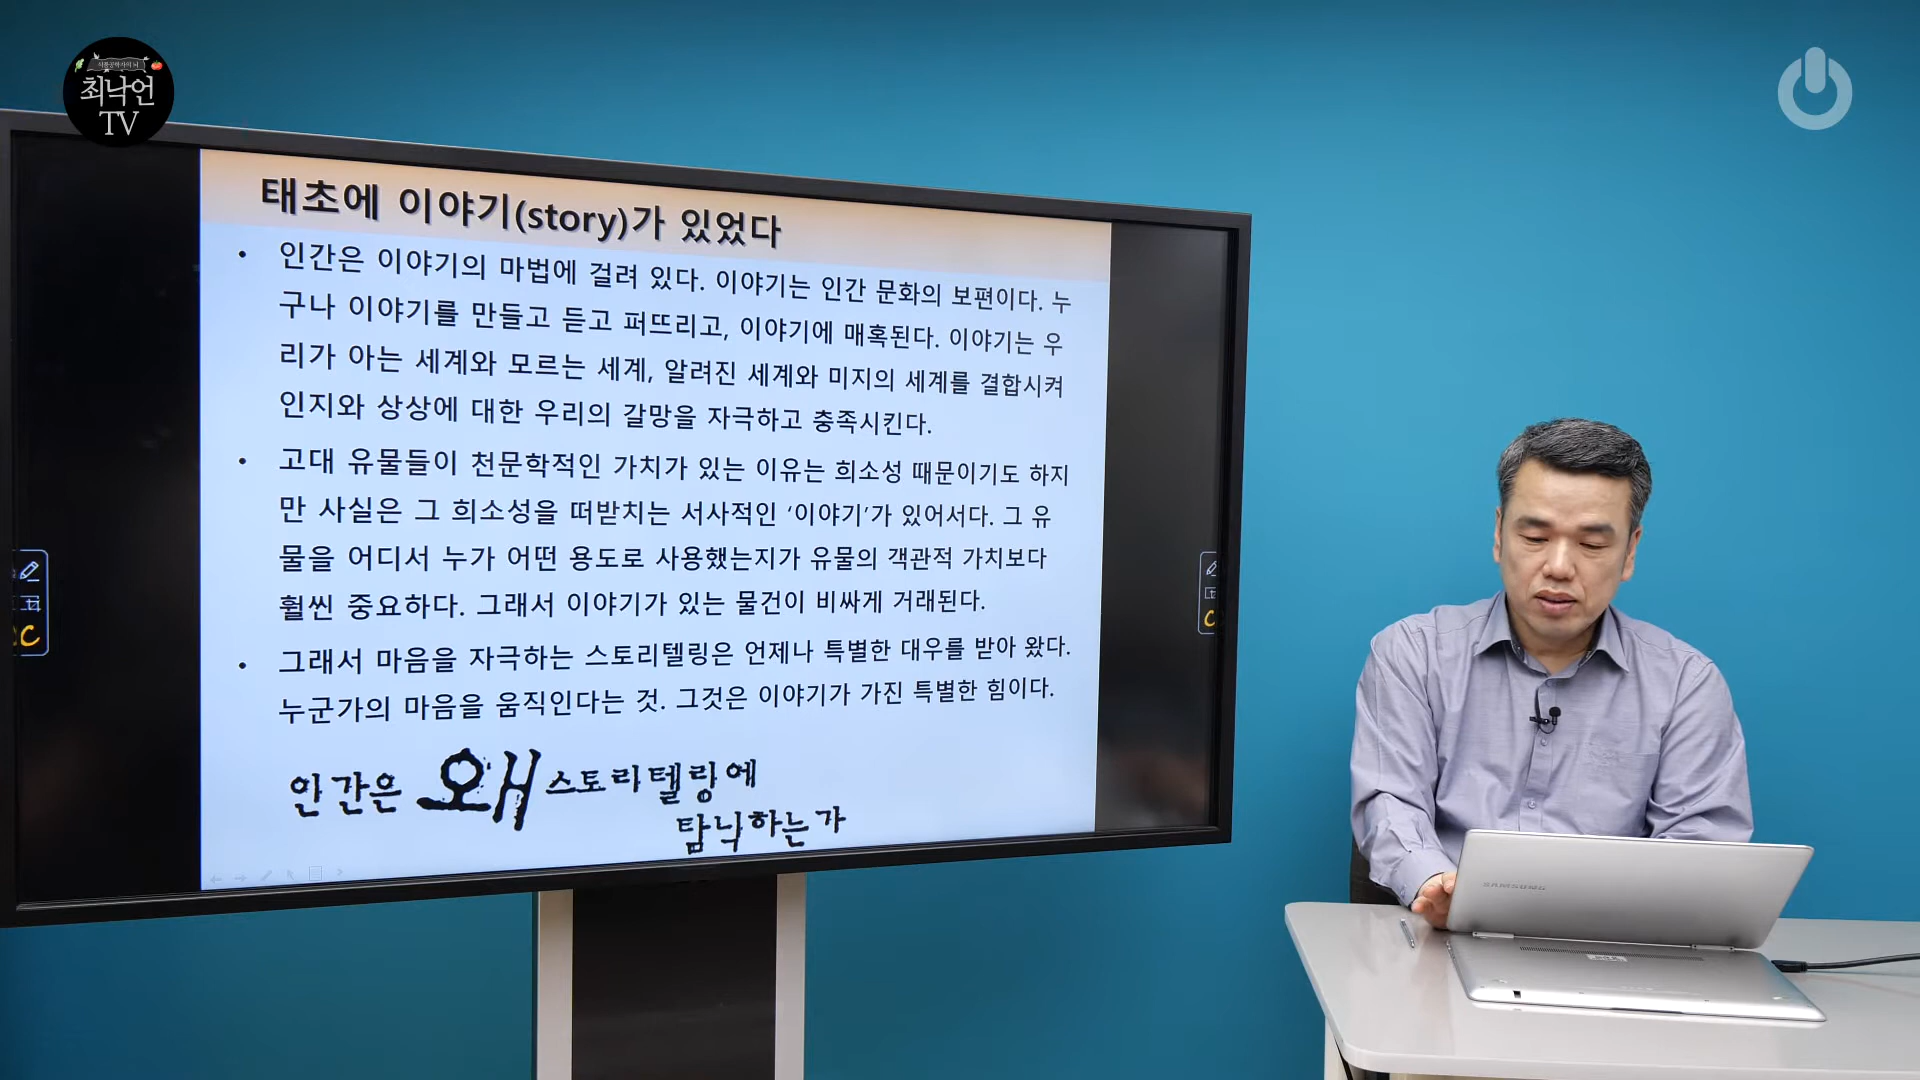 최낙언
TV
태초에 이야기(story)가 있었다
• 인간은 이야기의 마법에 걸려 있다. 이야기는 인간 문화의 보편이다. 누
구나 이야기를 만들고 듣고 퍼뜨리고, 이야기에 매혹된다. 이야기는 우
리가 아는 세계와 모르는 세계, 알려진 세계와 미지의 세계를 결합시켜
인지와 상상에 대한 우리의 갈망을 자극하고 충족시킨다.
• 고대 유물들이 천문학적인 가치가 있는 이유는 희소성 때문이기도 하지
만 사실은 그 희소성을 떠받치는 서사적인 ‘이야기’가 있어서다. 그 유
물을 어디서 누가 어떤 용도로 사용했는지가 유물의 객관적 가치보다
훨씬 중요하다. 그래서 이야기가 있는 물건이 비싸게 거래된다.
• 그래서 마음을 자극하는 스토리텔링은 언제나 특별한 대우를 받아 왔다.
누군가의 마음을 움직인다는 것. 그것은 이야기가 가진 특별한 힘이다.
인간은 왜 스토리텔링에
탐닉하는가
SAMSUNG